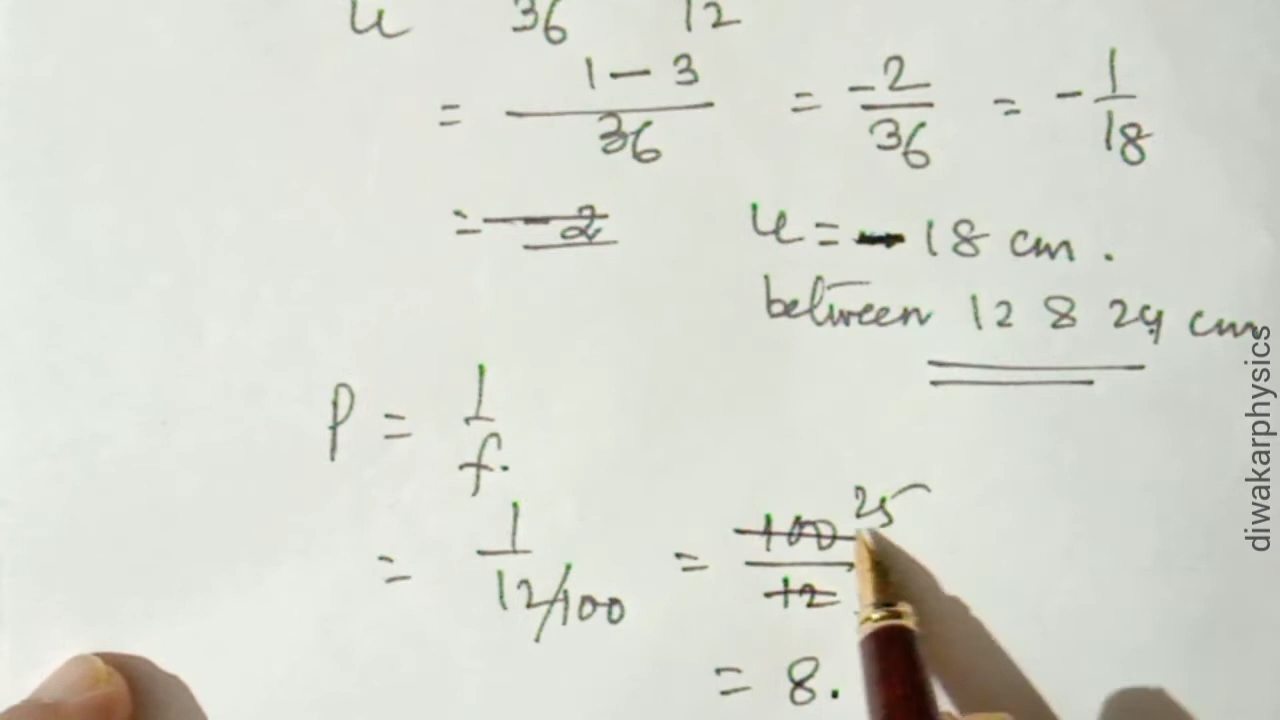 u 36 12
= 1 - 3 / 36 = -2 / 36 = - 1 / 18
= - 2
u = - 18 cm .
between 12 & 24 cm
P = 1 / f .
= 1 / 12/100 = 100 25 / 12
= 8 .
diwakarphysics